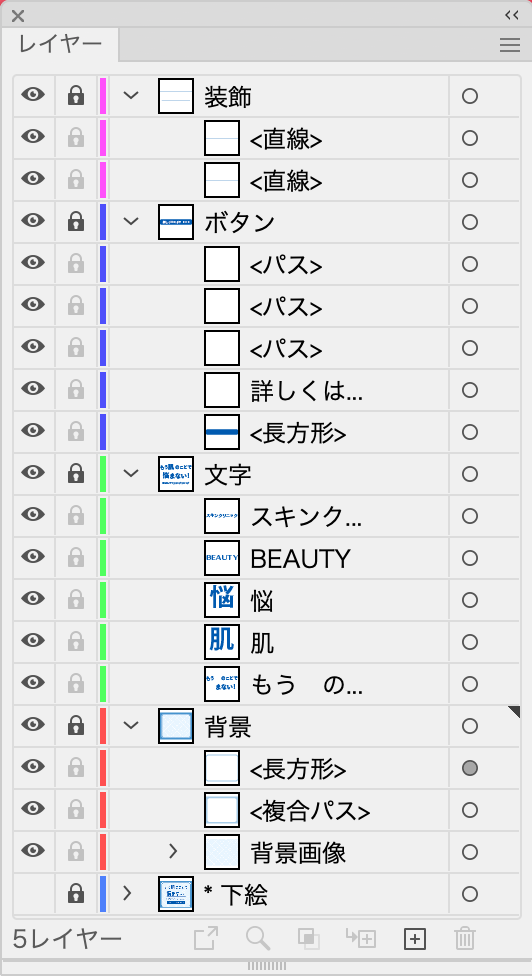 レイヤー
装飾
<直線>
<直線>
ボタン
<パス>
<パス>
<パス>
詳しくは...
<長方形>
文字
スキンク...
BEAUTY
悩
肌
もう　の...
背景
<長方形>
<複合パス>
背景画像
* 下絵
5レイヤー